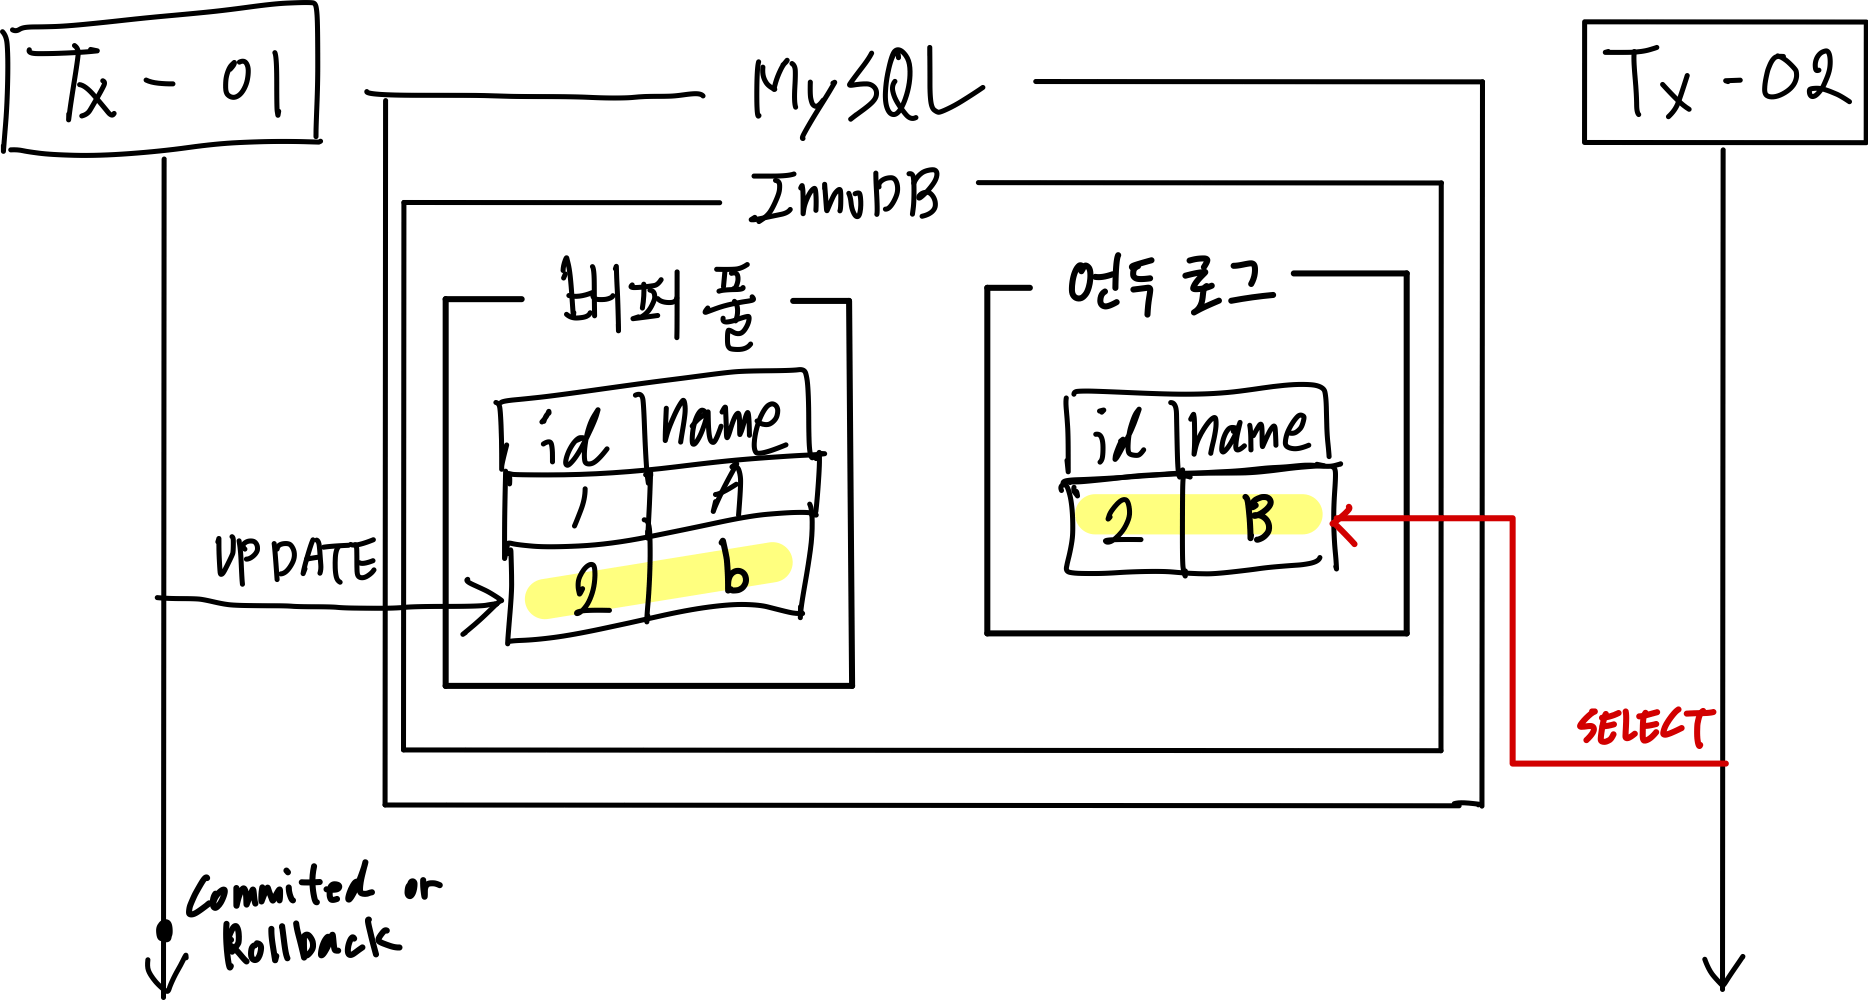 Tx - 01
MySQL
Tx - 02
InnoDB
버퍼 풀
언두 로그
id name
1 A
2 b
id name
2 B
UPDATE
SELECT
Commited or
Rollback